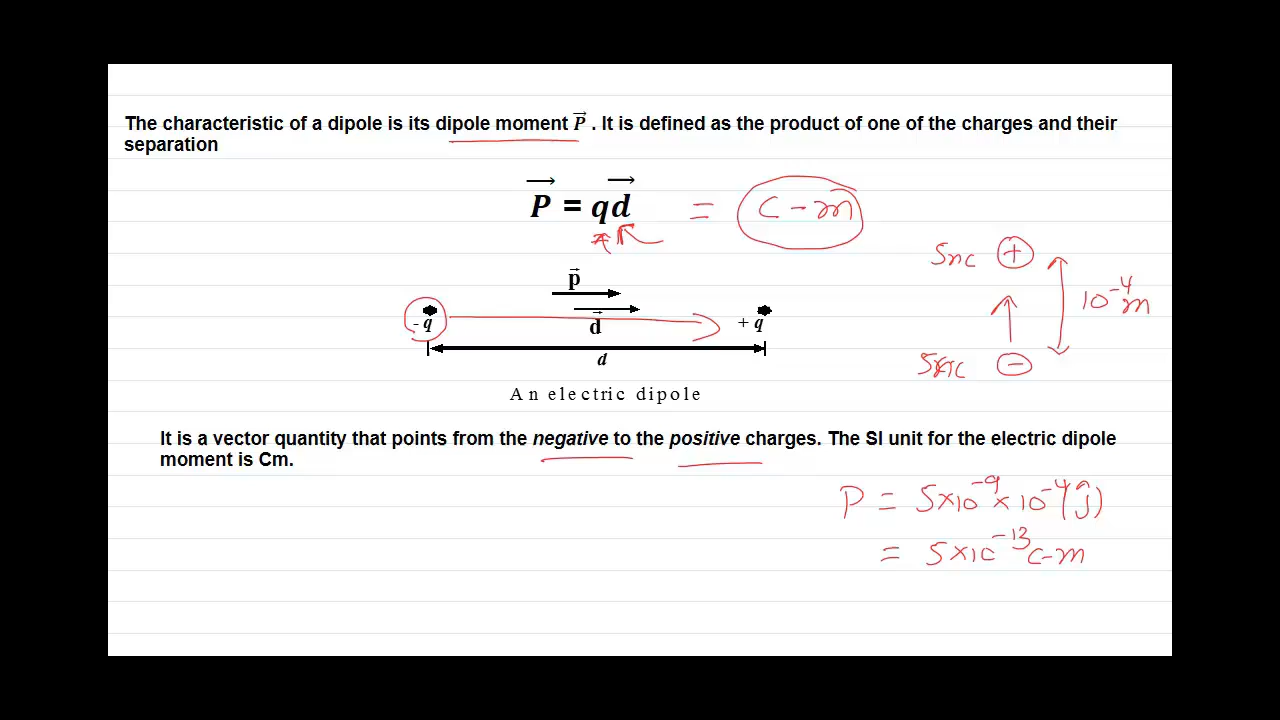 The characteristic of a dipole is its dipole moment P⃗ . It is defined as the product of one of the charges and their
separation
P⃗ = qd⃗ = C-m
5nc +
p⃗
10⁻⁴m
- q d⃗ + q
d
-
An electric dipole
It is a vector quantity that points from the negative to the positive charges. The SI unit for the electric dipole
moment is Cm.
P = 5×10⁻⁹ × 10⁻⁴(ĵ)
= 5×10⁻¹³ C-m